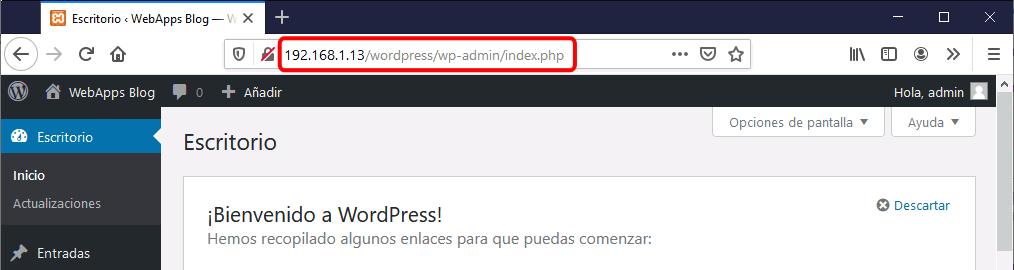 Escritorio ‹ WebApps Blog — W
192.168.1.13/wordpress/wp-admin/index.php
WebApps Blog 0 Añadir Hola, admin
Escritorio
Inicio
Actualizaciones
Entradas
Opciones de pantalla Ayuda
Escritorio
¡Bienvenido a WordPress! Descartar
Hemos recopilado algunos enlaces para que puedas comenzar: